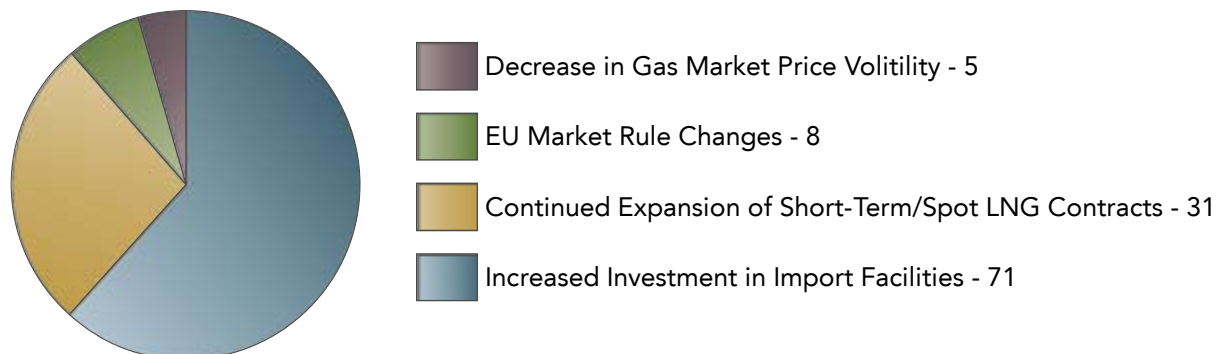 Decrease in Gas Market Price Volitility - 5
EU Market Rule Changes - 8
Continued Expansion of Short-Term/Spot LNG Contracts - 31
Increased Investment in Import Facilities - 71